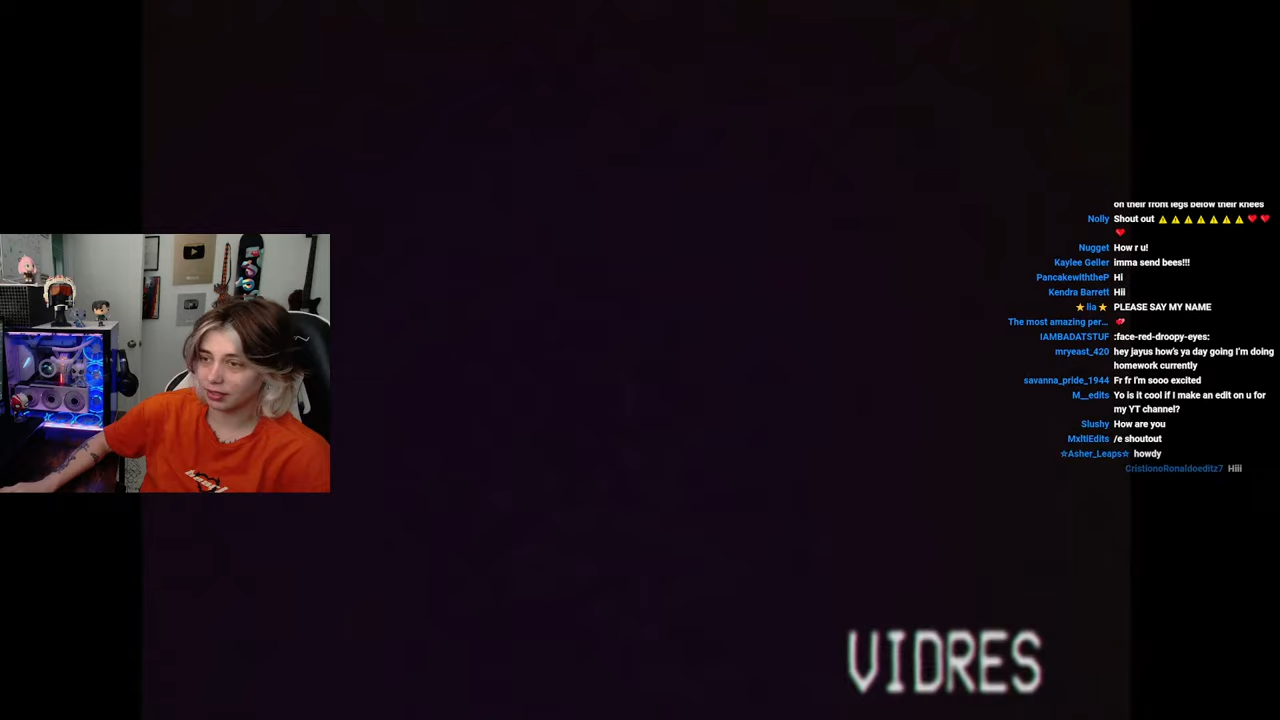 on their front legs below their knees
Nolly Shout out ⚠⚠⚠⚠⚠⚠⚠❤❤
❤
Nugget How r u!
Kaylee Geller imma send bees!!!
PancakewiththeP Hi
Kendra Barrett Hii
⭐lia⭐ PLEASE SAY MY NAME
The most amazing per...
IAMBADATSTUF :face-red-droopy-eyes:
mryeast_420 hey jayus how's ya day going I'm doing
homework currently
savanna_pride_1944 Fr fr I'm sooo excited
M__edits Yo is it cool if I make an edit on u for
my YT channel?
Slushy How are you
MxltiEdits /e shoutout
☆Asher_Leaps☆ howdy
CristionoRonaldoeditz7 Hiii
VIDRES